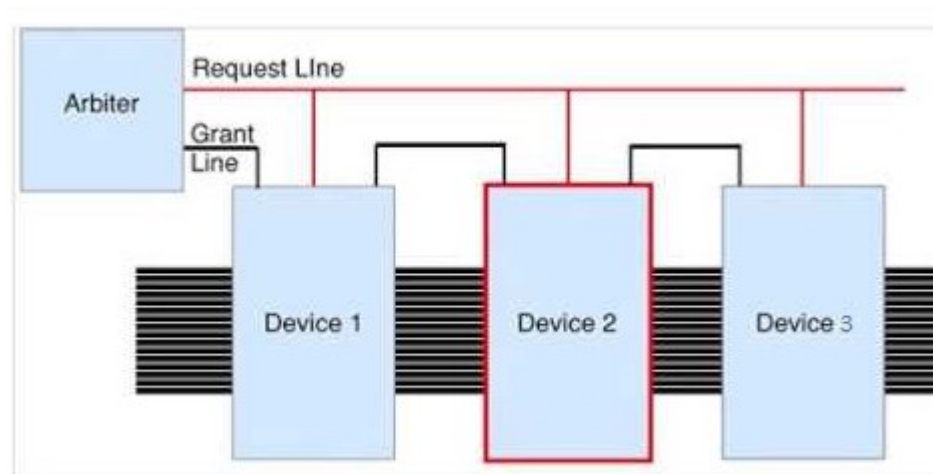 Request LIne
Arbiter
Grant
Line
Device 1
Device 2
Device 3